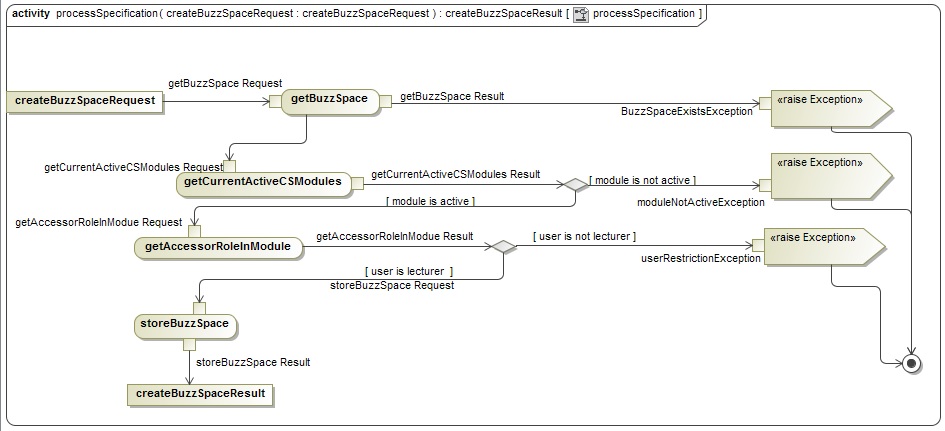 activity processSpecification( createBuzzSpaceRequest : createBuzzSpaceRequest ) : createBuzzSpaceResult [ processSpecification ]
getBuzzSpace Request
createBuzzSpaceRequest
getBuzzSpace
getBuzzSpace Result
BuzzSpaceExistsException
«raise Exception»
getCurrentActiveCSModules Request
getCurrentActiveCSModules
getCurrentActiveCSModules Result
[ module is not active ]
moduleNotActiveException
«raise Exception»
[ module is active ]
getAccessorRoleInModue Request
getAccessorRoleInModule
getAccessorRoleInModue Result
[ user is not lecturer ]
userRestrictionException
«raise Exception»
[ user is lecturer ]
storeBuzzSpace Request
storeBuzzSpace
storeBuzzSpace Result
createBuzzSpaceResult